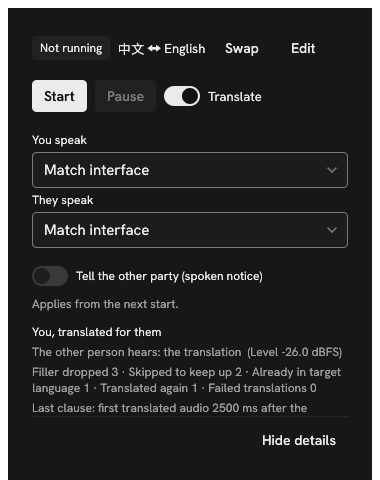 Not running 中文 ⬌ English Swap Edit
Start Pause Translate
You speak
Match interface
They speak
Match interface
Tell the other party (spoken notice)
Applies from the next start.
You, translated for them
The other person hears: the translation (Level -26.0 dBFS)
Filler dropped 3 · Skipped to keep up 2 · Already in target
language 1 · Translated again 1 · Failed translations 0
Last clause: first translated audio 2500 ms after the
Hide details